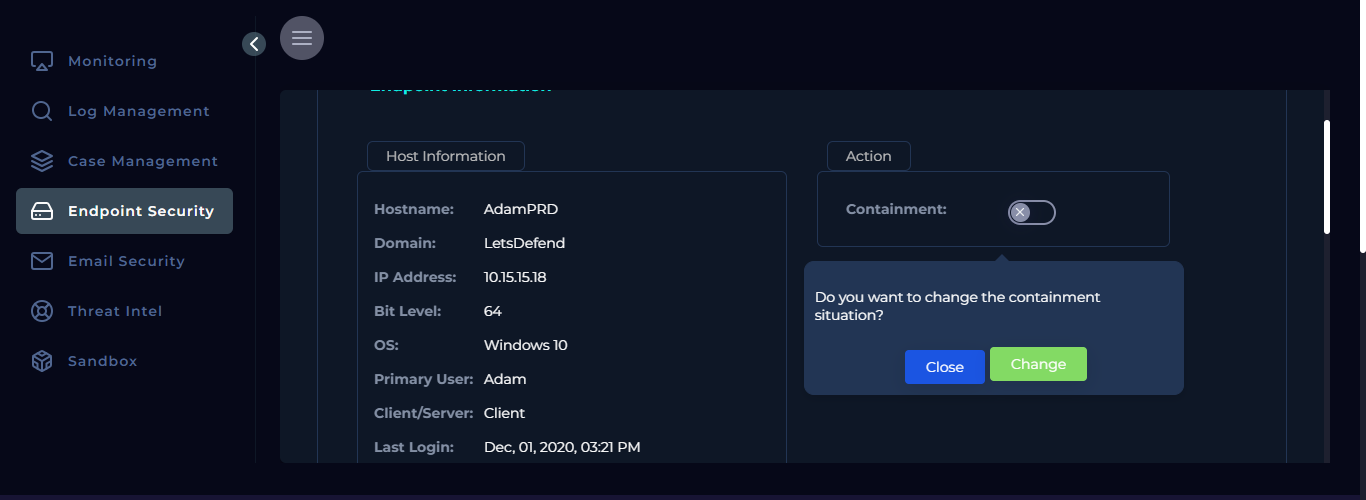 Monitoring
Log Management
Case Management
Endpoint Security
Email Security
Threat Intel
Sandbox
Endpoint Information
Host Information
Hostname: AdamPRD
Domain: LetsDefend
IP Address: 10.15.15.18
Bit Level: 64
OS: Windows 10
Primary User: Adam
Client/Server: Client
Last Login: Dec, 01, 2020, 03:21 PM
Action
Containment:
Do you want to change the containment
situation?
Close Change